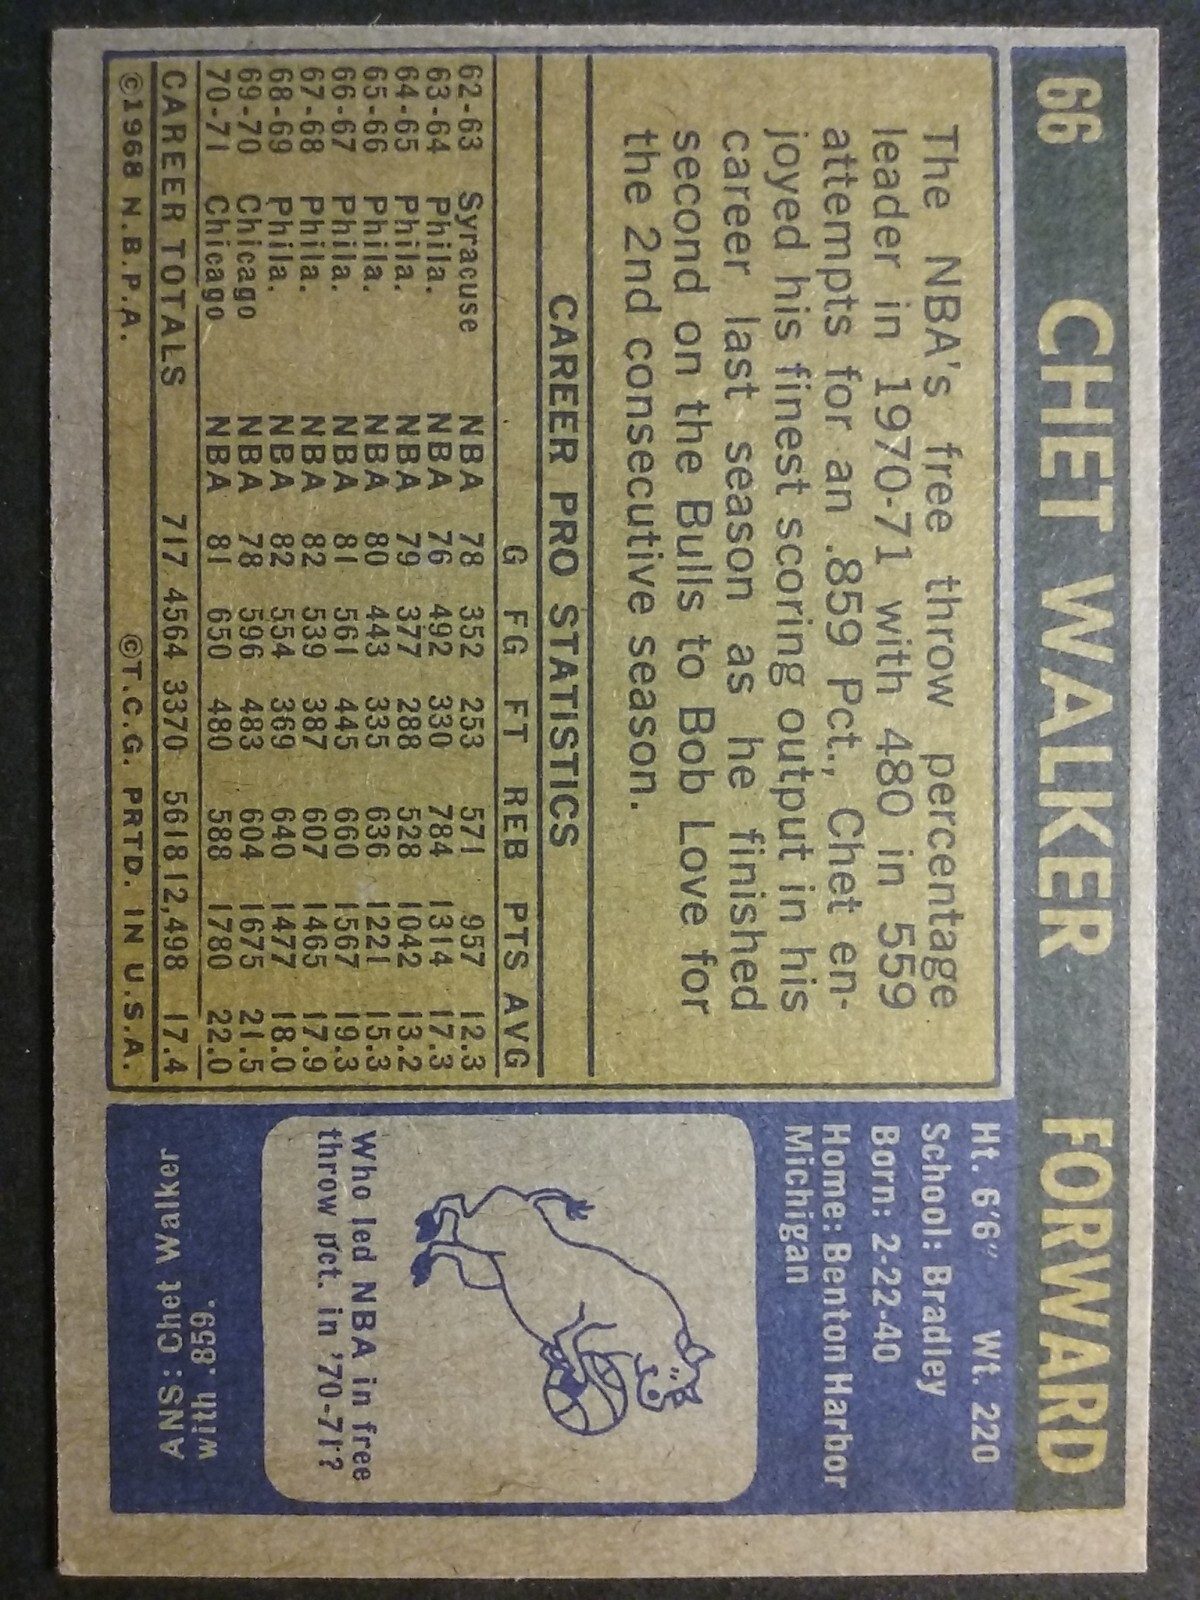 66 CHET WALKER FORWARD
The NBA's free throw percentage
leader in 1970-71 with 480 in 559
attempts for an .859 Pct., Chet en-
joyed his finest scoring output in his
career last season as he finished
second on the Bulls to Bob Love for
the 2nd consecutive season.
CAREER PRO STATISTICS
G FG FT REB PTS AVG
62-63 Syracuse NBA 78 352 253 571 957 12.3
63-64 Phila. NBA 76 492 330 784 1314 17.3
64-65 Phila. NBA 79 377 288 528 1042 13.2
65-66 Phila. NBA 80 443 335 636 1221 15.3
66-67 Phila. NBA 81 561 445 660 1567 19.3
67-68 Phila. NBA 82 539 387 607 1465 17.9
68-69 Phila. NBA 82 554 369 640 1477 18.0
69-70 Chicago NBA 78 596 483 604 1675 21.5
70-71 Chicago NBA 81 650 480 588 1780 22.0
CAREER TOTALS 717 4564 3370 5618 12,498 17.4
©1968 N.B.P.A. ©T.C.G. PRTD. IN U.S.A.
Ht. 6'6" Wt. 220
School: Bradley
Born: 2-22-40
Home: Benton Harbor
Michigan
Who led NBA in free
throw pct. in '70-71?
ANS: Chet Walker
with .859.